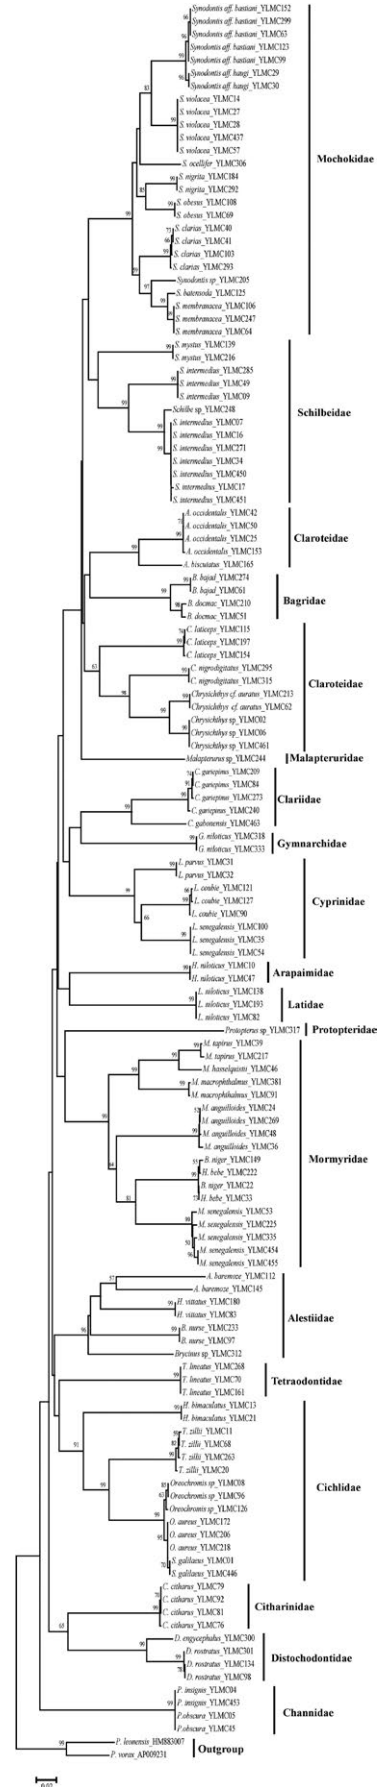 Synodontis aff. bastiani_YLMC152
Synodontis aff. bastiani_YLMC299
Synodontis aff. bastiani_YLMC63
Synodontis aff. bastiani_YLMC123
Synodontis aff. bastiani_YLMC99
Synodontis aff. haugi_YLMC29
Synodontis aff. haugi_YLMC30
S. violacea_YLMC14
S. violacea_YLMC27
S. violacea_YLMC28
S. violacea_YLMC437
S. violacea_YLMC57
Mochokidae
S. ocellifer_YLMC306
S. nigrita_YLMC184
S. nigrita_YLMC292
S. obesus_YLMC108
S. obesus_YLMC69
S. clarias_YLMC40
S. clarias_YLMC41
S. clarias_YLMC103
S. clarias_YLMC293
Synodontis sp_YLMC205
S. batensoda_YLMC125
S. membranacea_YLMC106
S. membranacea_YLMC247
S. membranacea_YLMC64
S. mystus_YLMC139
S. mystus_YLMC216
S. intermedius_YLMC285
S. intermedius_YLMC49
S. intermedius_YLMC09
Schilbeidae
Schilbe sp_YLMC248
S. intermedius_YLMC07
S. intermedius_YLMC16
S. intermedius_YLMC271
S. intermedius_YLMC34
S. intermedius_YLMC450
S. intermedius_YLMC17
S. intermedius_YLMC451
A. occidentalis_YLMC42
A. occidentalis_YLMC50
A. occidentalis_YLMC25
Claroteidae
A. occidentalis_YLMC153
A. biscutatus_YLMC165
B. bajad_YLMC274
B. bajad_YLMC61
Bagridae
B. docmac_YLMC210
B. docmac_YLMC51
C. laticeps_YLMC115
C. laticeps_YLMC197
C. laticeps_YLMC154
C. nigrodigitatus_YLMC295
C. nigrodigitatus_YLMC315
Claroteidae
Chrysichthys cf. auratus_YLMC213
Chrysichthys cf. auratus_YLMC62
Chrysichthys sp_YLMC02
Chrysichthys sp_YLMC06
Chrysichthys sp_YLMC461
Malapterurus sp_YLMC244
Malapteruridae
C. gariepinus_YLMC209
C. gariepinus_YLMC84
C. gariepinus_YLMC273
Clariidae
C. gariepinus_YLMC240
C. gabonensis_YLMC463
G. niloticus_YLMC318
Gymnarchidae
G. niloticus_YLMC333
L. parvus_YLMC31
L. parvus_YLMC32
L. coubie_YLMC121
L. coubie_YLMC127
Cyprinidae
L. coubie_YLMC90
L. senegalensis_YLMC100
L. senegalensis_YLMC35
L. senegalensis_YLMC54
H. niloticus_YLMC10
Arapaimidae
H. niloticus_YLMC47
L. niloticus_YLMC138
L. niloticus_YLMC193
Latidae
L. niloticus_YLMC82
Protopterus sp_YLMC317
Protopteridae
M. tapirus_YLMC39
M. tapirus_YLMC217
M. hasselquistii_YLMC46
M. macrophthalmus_YLMC381
M. macrophthalmus_YLMC91
M. anguilloides_YLMC24
M. anguilloides_YLMC269
M. anguilloides_YLMC48
M. anguilloides_YLMC36
Mormyridae
B. niger_YLMC149
H. bebe_YLMC222
B. niger_YLMC22
H. bebe_YLMC33
M. senegalensis_YLMC53
M. senegalensis_YLMC225
M. senegalensis_YLMC335
M. senegalensis_YLMC454
M. senegalensis_YLMC455
A. baremoze_YLMC112
A. baremoze_YLMC145
H. vittatus_YLMC180
H. vittatus_YLMC83
Alestiidae
B. nurse_YLMC233
B. nurse_YLMC97
Brycinus sp_YLMC312
T. lineatus_YLMC268
T. lineatus_YLMC70
Tetraodontidae
T. lineatus_YLMC161
H. bimaculatus_YLMC13
H. bimaculatus_YLMC21
T. zillii_YLMC11
T. zillii_YLMC68
T. zillii_YLMC263
T. zillii_YLMC20
Cichlidae
Oreochromis sp_YLMC08
Oreochromis sp_YLMC96
Oreochromis sp_YLMC126
O. aureus_YLMC172
O. aureus_YLMC206
O. aureus_YLMC218
S. galilaeus_YLMC01
S. galilaeus_YLMC446
C. citharus_YLMC79
C. citharus_YLMC92
Citharinidae
C. citharus_YLMC81
C. citharus_YLMC76
D. engycephalus_YLMC300
D. rostratus_YLMC301
Distochodontidae
D. rostratus_YLMC134
D. rostratus_YLMC98
P. insignis_YLMC04
P. insignis_YLMC453
Channidae
P.obscura_YLMC05
P.obscura_YLMC45
P. leonensis_HM883007
Outgroup
P. vorax_AP009231
0.02